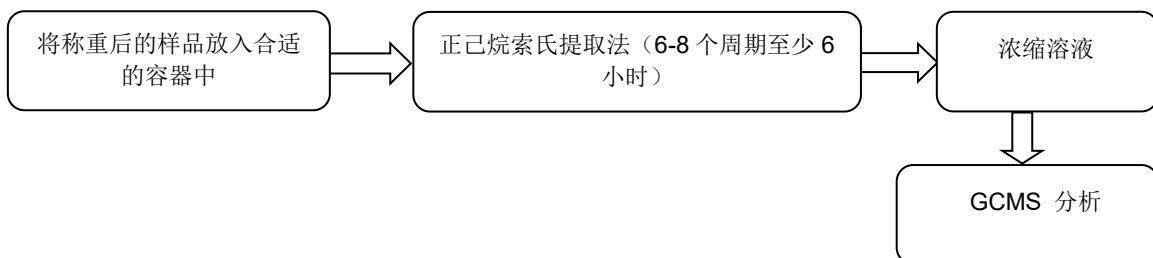 将称重后的样品放入合适
的容器中
正己烷索氏提取法（6-8 个周期至少 6
小时）
浓缩溶液
GCMS 分析